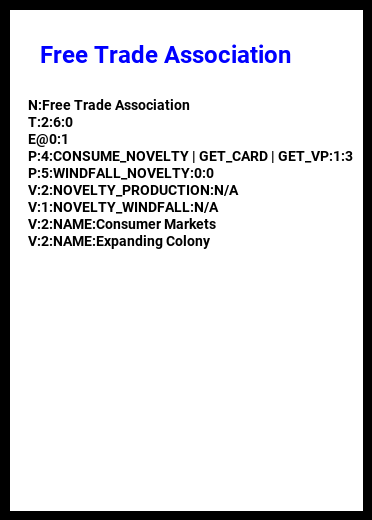 Free Trade Association
N:Free Trade Association
T:2:6:0
E@0:1
P:4:CONSUME_NOVELTY | GET_CARD | GET_VP:1:3
P:5:WINDFALL_NOVELTY:0:0
V:2:NOVELTY_PRODUCTION:N/A
V:1:NOVELTY_WINDFALL:N/A
V:2:NAME:Consumer Markets
V:2:NAME:Expanding Colony